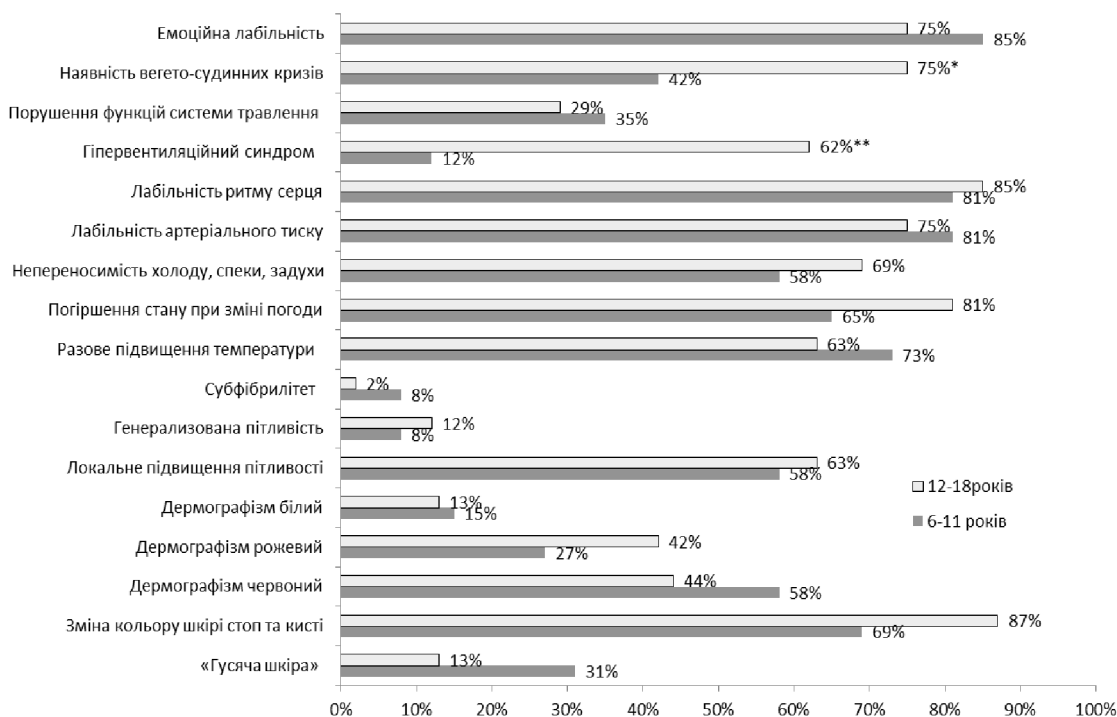 Емоційна лабільність
75%
85%
Наявність вегето-судинних кризів
75%*
42%
Порушення функцій системи травлення
29%
35%
Гіпервентиляційний синдром
62%**
12%
Лабільність ритму серця
85%
81%
Лабільність артеріального тиску
75%
81%
Непереносимість холоду, спеки, задухи
69%
58%
Погіршення стану при зміні погоди
81%
65%
Разове підвищення температури
63%
73%
Субфібрилітет
2%
8%
Генерализована пітливість
12%
8%
Локальне підвищення пітливості
63%
58%
Дермографізм білий
13%
15%
Дермографізм рожевий
42%
27%
Дермографізм червоний
44%
58%
Зміна кольору шкірі стоп та кисті
87%
69%
«Гусяча шкіра»
13%
31%
12-18років
6-11 років
0% 10% 20% 30% 40% 50% 60% 70% 80% 90% 100%